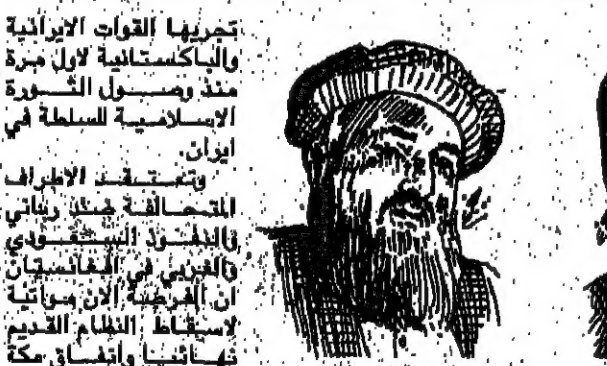 تجريها القوات الايرانية
والباكستانية لاول مرة
منذ وصول الثورة
الاسلامية للسلطة في
ايران.
وتعتقد الاطراف
المتحالفة ضد رباني
والنفوذ السعودي
والغربي في افغانستان
ان الفرصة الان مواتية
لاسقاط النظام القديم
نهائيا واتفاق مكة